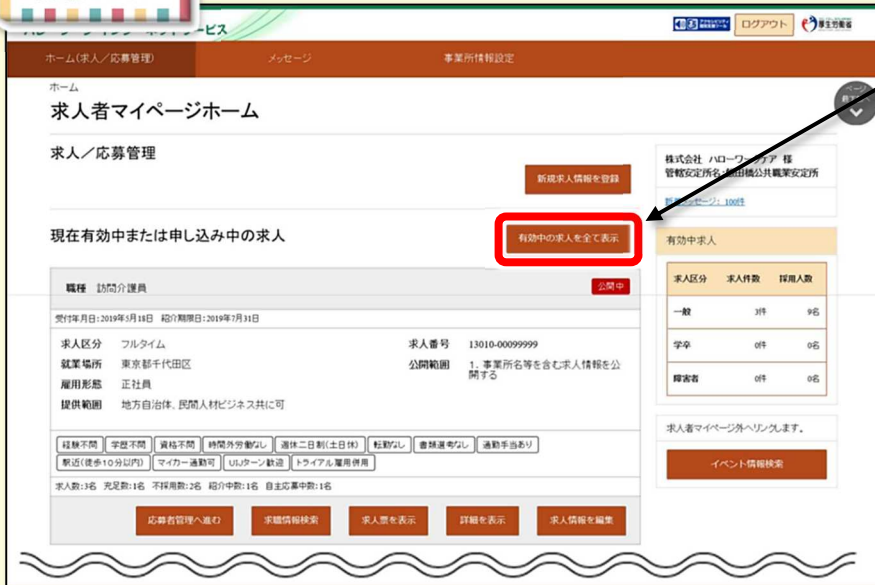 ービス
ログアウト
厚生労働省
ホーム(求人／応募管理)
メッセージ
事業所情報設定
ホーム
求人者マイページホーム
求人／応募管理
新規求人情報を登録
株式会社 ハローワークケア 様
管轄安定所名:飯田橋公共職業安定所
新着メッセージ: 100件
現在有効中または申し込み中の求人
有効中の求人を全て表示
有効中求人
求人区分 求人件数 採用人数
一般 3件 9名
学卒 0件 0名
障害者 0件 0名
職種 訪問介護員
公開中
受付年月日:2019年5月18日 紹介期限日:2019年7月31日
求人区分 フルタイム
求人番号 13010-00099999
就業場所 東京都千代田区
公開範囲 1．事業所名等を含む求人情報を公
開する
雇用形態 正社員
提供範囲 地方自治体、民間人材ビジネス共に可
経験不問 学歴不問 資格不問 時間外労働なし 週休二日制(土日休) 転勤なし 書類選考なし 通勤手当あり
駅近(徒歩10分以内) マイカー通勤可 UIJターン歓迎 トライアル雇用併用
求人数:3名 充足数:1名 不採用数:2名 紹介中数:1名 自主応募中数:1名
応募者管理へ進む
求職情報検索
求人票を表示
詳細を表示
求人情報を編集
求人者マイページ外へリンクします。
イベント情報検索